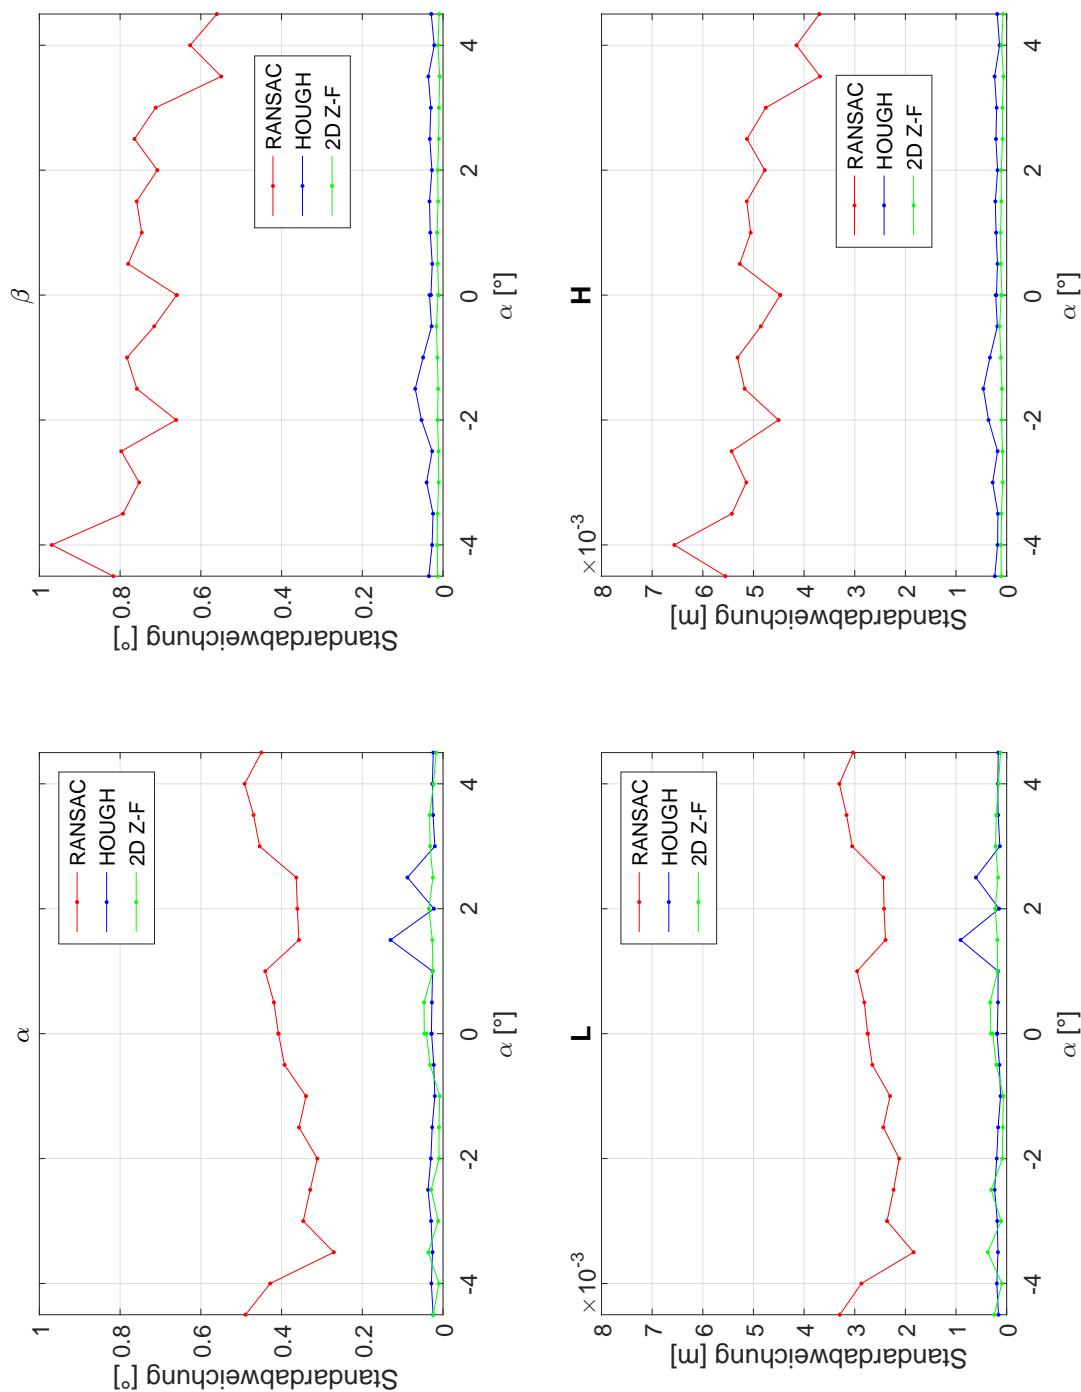 α
1
0.8
0.6
0.4
0.2
0
Standardabweichung [°]
-4 -2 0 2 4
α [°]
RANSAC
HOUGH
2D Z-F
β
1
0.8
0.6
0.4
0.2
0
Standardabweichung [°]
-4 -2 0 2 4
α [°]
RANSAC
HOUGH
2D Z-F
×10-3
L
8
7
6
5
4
3
2
1
0
Standardabweichung [m]
-4 -2 0 2 4
α [°]
RANSAC
HOUGH
2D Z-F
×10-3
H
8
7
6
5
4
3
2
1
0
Standardabweichung [m]
-4 -2 0 2 4
α [°]
RANSAC
HOUGH
2D Z-F